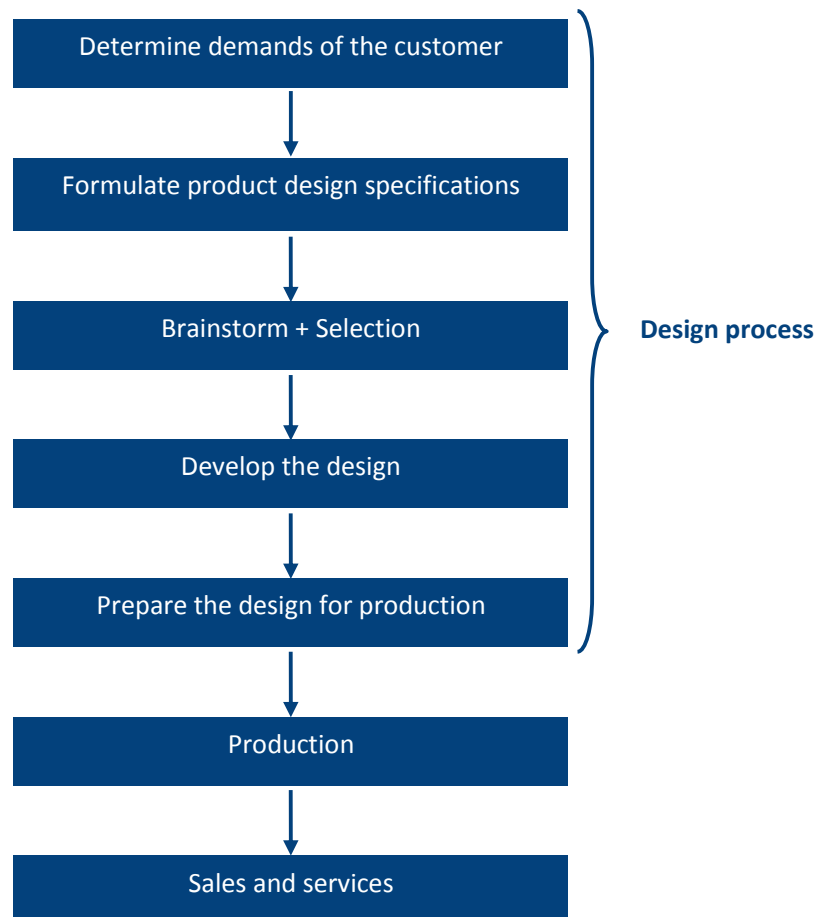 Determine demands of the customer
Formulate product design specifications
Brainstorm + Selection
Design process
Develop the design
Prepare the design for production
Production
Sales and services